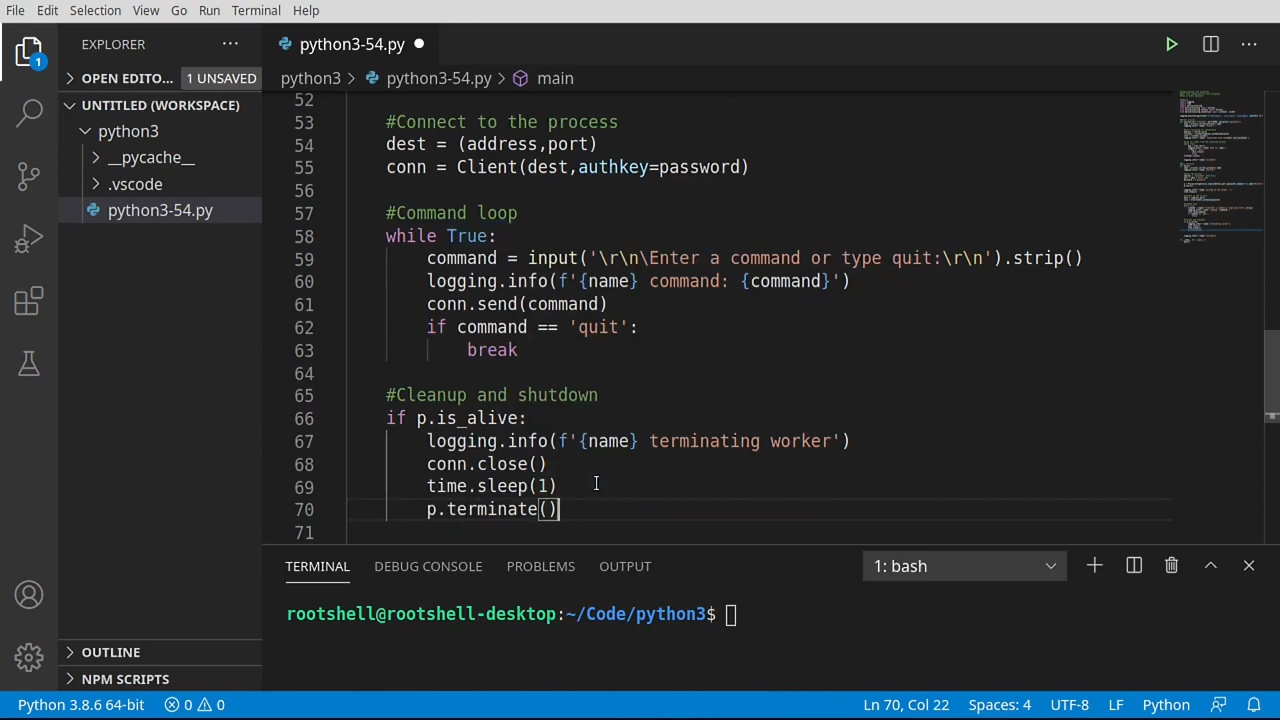 File Edit Selection View Go Run Terminal Help
EXPLORER
python3-54.py
1
OPEN EDITO... 1 UNSAVED
python3 > python3-54.py > main
UNTITLED (WORKSPACE)
python3
__pycache__
.vscode
python3-54.py
52
53 #Connect to the process
54 dest = (address,port)
55 conn = Client(dest,authkey=password)
56
57 #Command loop
58 while True:
59 command = input('\r\n\Enter a command or type quit:\r\n').strip()
60 logging.info(f'{name} command: {command}')
61 conn.send(command)
62 if command == 'quit':
63 break
64
65 #Cleanup and shutdown
66 if p.is_alive:
67 logging.info(f'{name} terminating worker')
68 conn.close()
69 time.sleep(1)
70 p.terminate()
71
TERMINAL DEBUG CONSOLE PROBLEMS OUTPUT 1: bash
rootshell@rootshell-desktop:~/Code/python3$
OUTLINE
NPM SCRIPTS
Python 3.8.6 64-bit 0 0 Ln 70, Col 22 Spaces: 4 UTF-8 LF Python